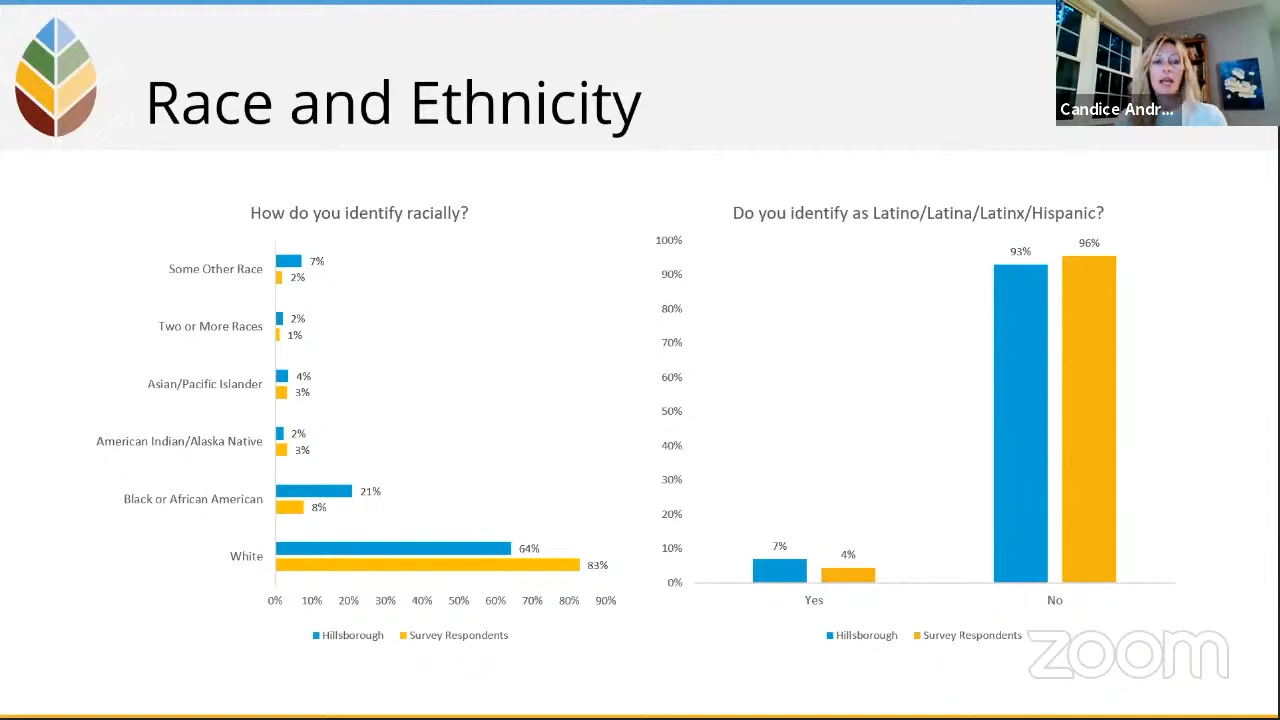 Race and Ethnicity
Candice Andr...
How do you identify racially?
Some Other Race
7%
2%
Two or More Races
2%
1%
Asian/Pacific Islander
4%
3%
American Indian/Alaska Native
2%
3%
Black or African American
21%
8%
White
64%
83%
0% 10% 20% 30% 40% 50% 60% 70% 80% 90%
Hillsborough Survey Respondents
Do you identify as Latino/Latina/Latinx/Hispanic?
100%
90%
80%
70%
60%
50%
40%
30%
20%
10%
0%
7%
4%
93%
96%
Yes No
Hillsborough Survey Respondents
zoom